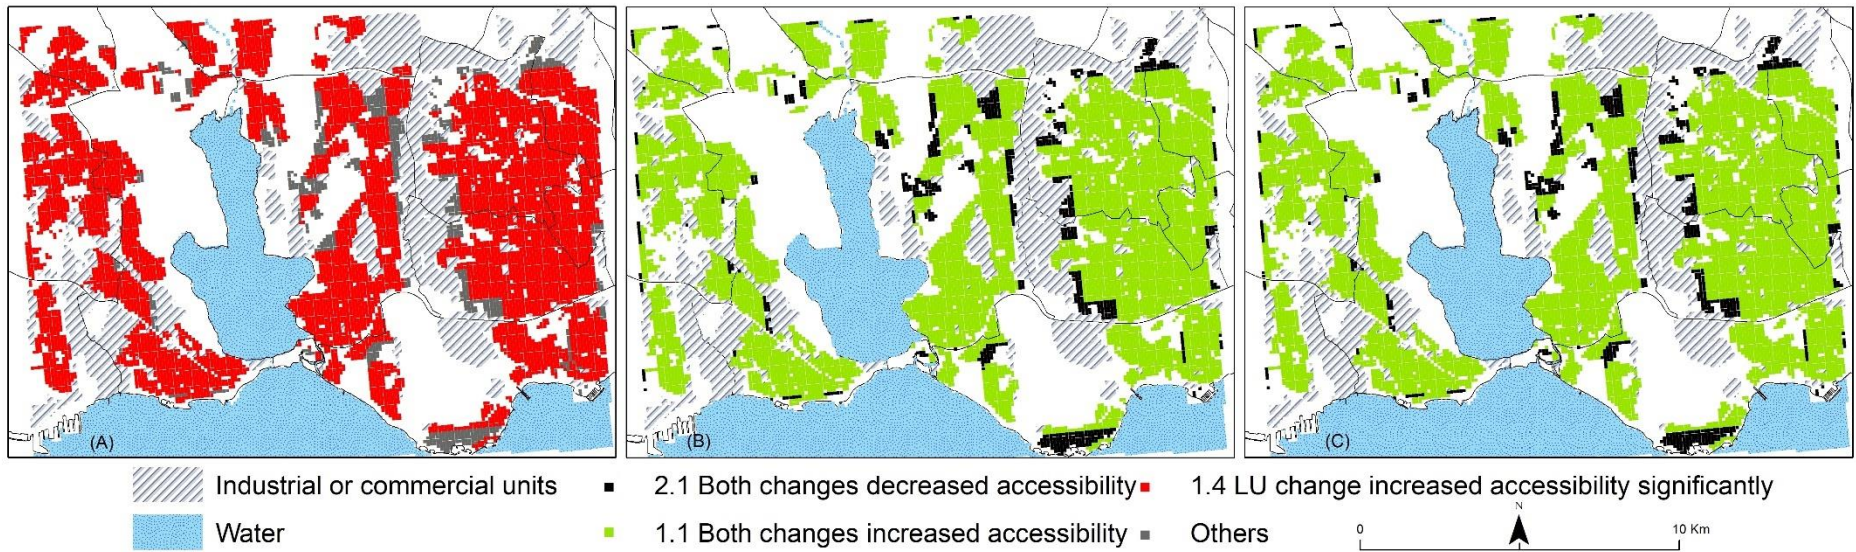 (A)
(B)
(C)
Industrial or commercial units
2.1 Both changes decreased accessibility
1.4 LU change increased accessibility significantly
Water
1.1 Both changes increased accessibility
Others
N
0
10 Km